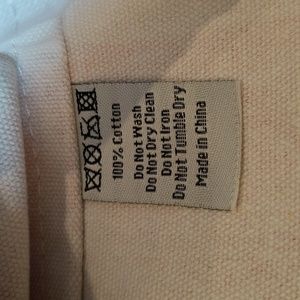 100% Cotton
Do Not Wash
Do Not Dry Clean
Do Not Iron
Do Not Tumble Dry
Made in China